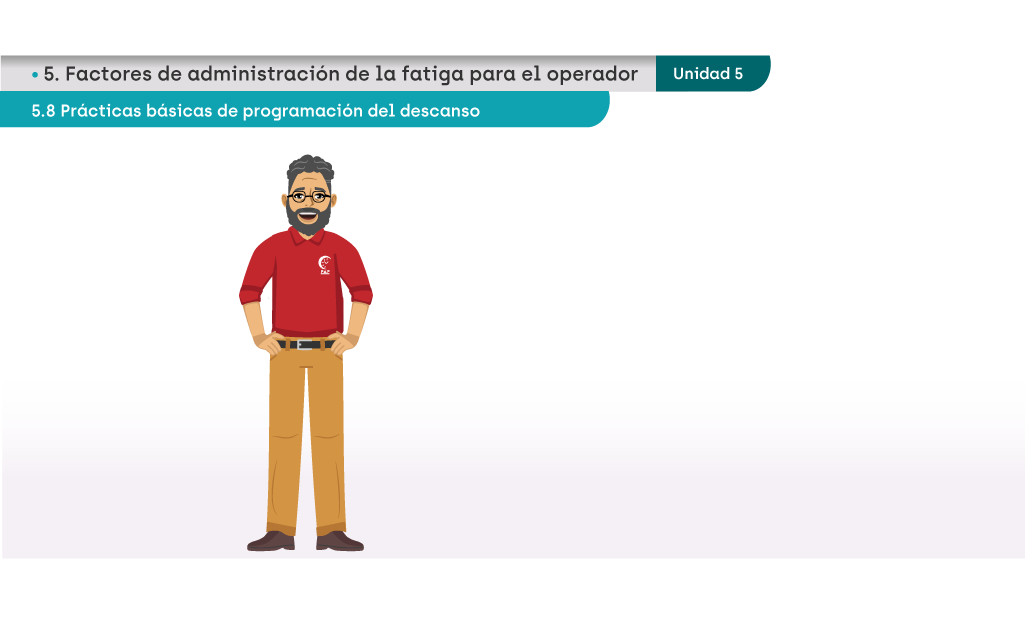 • 5. Factores de administración de la fatiga para el operador
Unidad 5
5.8 Prácticas básicas de programación del descanso